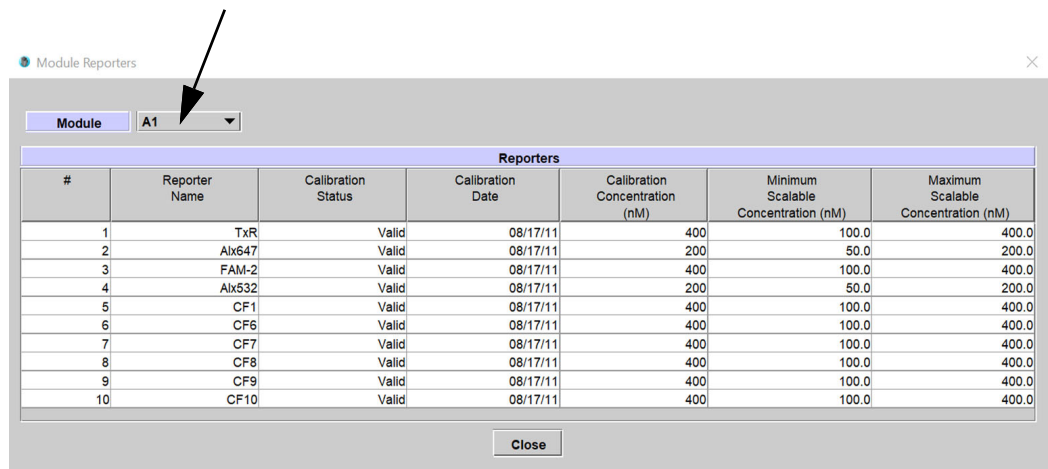 Module Reporters
Module A1
Reporters
# Reporter Name Calibration Status Calibration Date Calibration Concentration (nM) Minimum Scalable Concentration (nM) Maximum Scalable Concentration (nM)
1 TxR Valid 08/17/11 400 100.0 400.0
2 Alx647 Valid 08/17/11 200 50.0 200.0
3 FAM-2 Valid 08/17/11 400 100.0 400.0
4 Alx532 Valid 08/17/11 200 50.0 200.0
5 CF1 Valid 08/17/11 400 100.0 400.0
6 CF6 Valid 08/17/11 400 100.0 400.0
7 CF7 Valid 08/17/11 400 100.0 400.0
8 CF8 Valid 08/17/11 400 100.0 400.0
9 CF9 Valid 08/17/11 400 100.0 400.0
10 CF10 Valid 08/17/11 400 100.0 400.0
Close